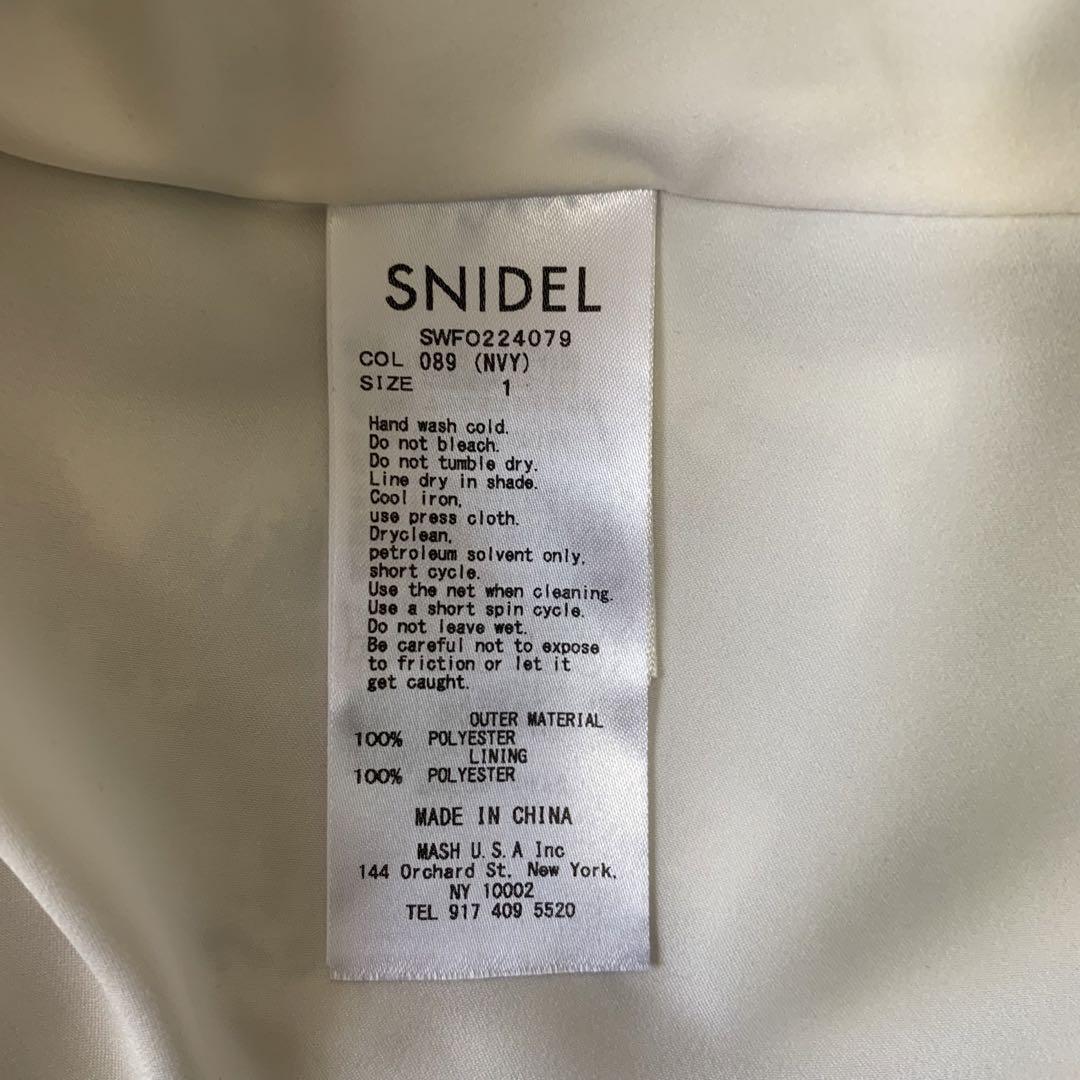 SNIDEL
SWFO224079
COL 089 (NVY)
SIZE 1
Hand wash cold.
Do not bleach.
Do not tumble dry.
Line dry in shade.
Cool iron,
use press cloth.
Dryclean,
petroleum solvent only,
short cycle.
Use the net when cleaning.
Use a short spin cycle.
Do not leave wet.
Be careful not to expose
to friction or let it
get caught.
OUTER MATERIAL
100% POLYESTER
LINING
100% POLYESTER
MADE IN CHINA
MASH U.S.A Inc
144 Orchard St. New York,
NY 10002
TEL 917 409 5520